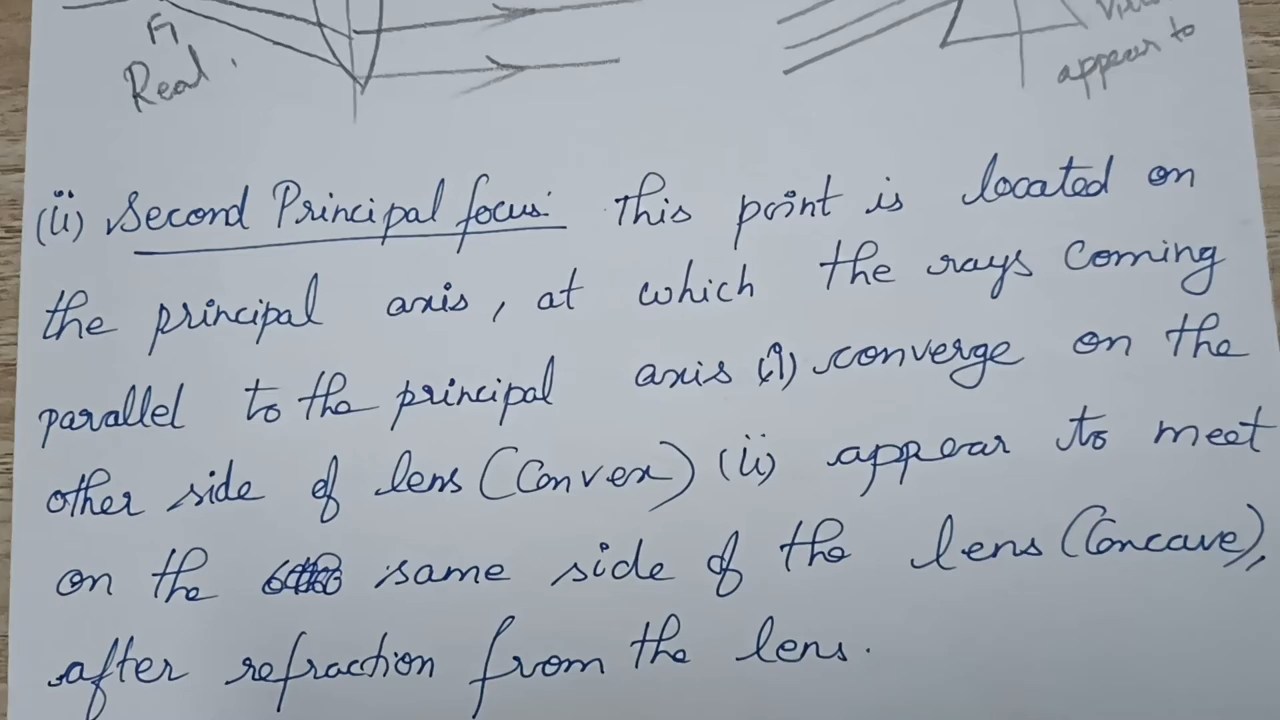 F1
Real.
appear to
(ii) Second Principal focus: This point is located on
the principal axis, at which the rays coming
parallel to the principal axis (i) converge on the
other side of lens (Convex) (ii) appear to meet
on the same side of the lens (Concave),
after refraction from the lens.